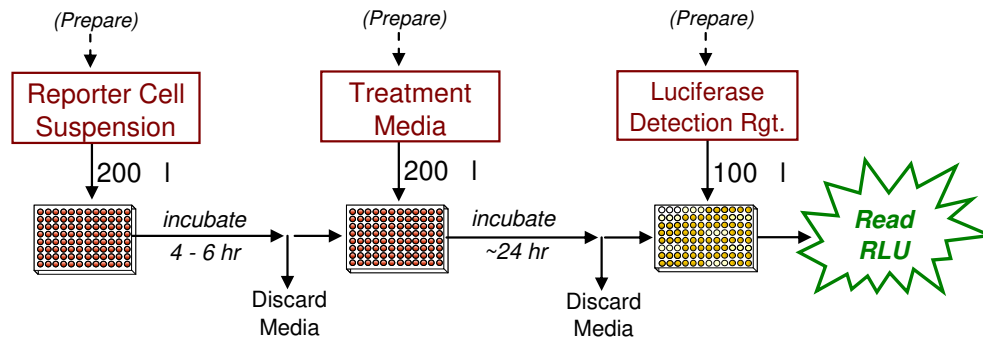 (Prepare)
(Prepare)
(Prepare)
Reporter Cell
Suspension
Treatment
Media
Luciferase
Detection Rgt.
200 l
200 l
100 l
incubate
4 - 6 hr
incubate
~24 hr
Read
RLU
Discard
Media
Discard
Media